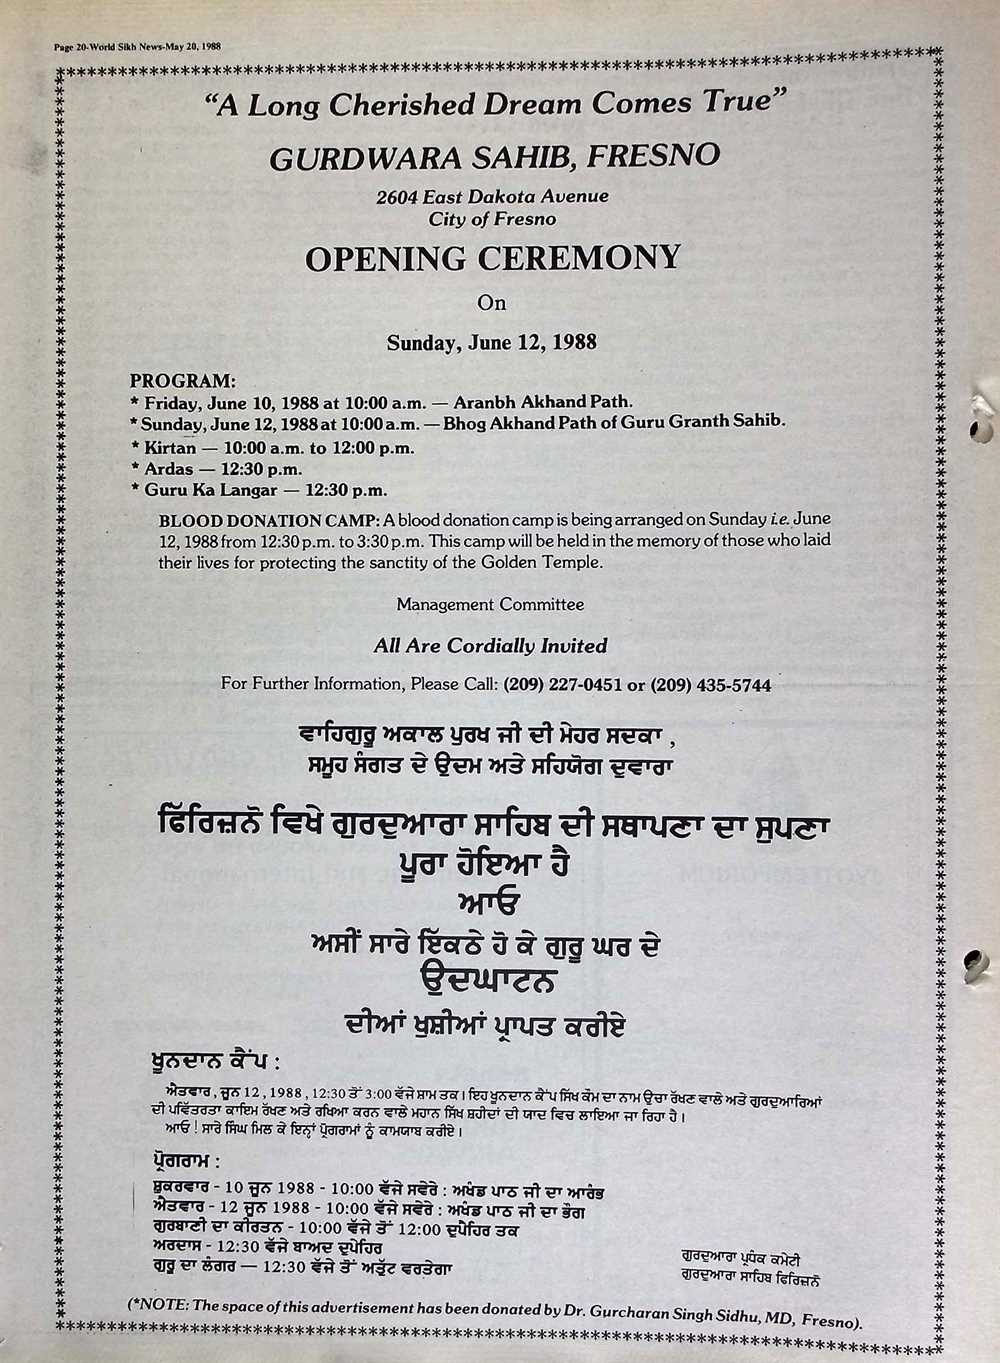 Page 20-World Sikh News-May 20, 1988
“A Long Cherished Dream Comes True”
GURDWARA SAHIB, FRESNO
2604 East Dakota Avenue
City of Fresno
OPENING CEREMONY
On
Sunday, June 12, 1988
PROGRAM:
* Friday, June 10, 1988 at 10:00 a.m. — Aranbh Akhand Path.
* Sunday, June 12, 1988 at 10:00 a.m. — Bhog Akhand Path of Guru Granth Sahib.
* Kirtan — 10:00 a.m. to 12:00 p.m.
* Ardas — 12:30 p.m.
* Guru Ka Langar — 12:30 p.m.
BLOOD DONATION CAMP: A blood donation camp is being arranged on Sunday i.e. June
12, 1988 from 12:30 p.m. to 3:30 p.m. This camp will be held in the memory of those who laid
their lives for protecting the sanctity of the Golden Temple.
Management Committee
All Are Cordially Invited
For Further Information, Please Call: (209) 227-0451 or (209) 435-5744
ਵਾਹਿਗੁਰੂ ਅਕਾਲ ਪੁਰਖ ਜੀ ਦੀ ਮੇਹਰ ਸਦਕਾ ,
ਸਮੂਹ ਸੰਗਤ ਦੇ ਉਦਮ ਅਤੇ ਸਹਿਯੋਗ ਦੁਵਾਰਾ
ਫਿੱਰਿਜ਼ਨੋ ਵਿਖੇ ਗੁਰਦੁਆਰਾ ਸਾਹਿਬ ਦੀ ਸਥਾਪਣਾ ਦਾ ਸੁਪਣਾ
ਪੂਰਾ ਹੋਇਆ ਹੈ
ਆਓ
ਅਸੀਂ ਸਾਰੇ ਇੱਕਠੇ ਹੋ ਕੇ ਗੁਰੂ ਘਰ ਦੇ
ਉਦਘਾਟਨ
ਦੀਆਂ ਖੁਸ਼ੀਆਂ ਪ੍ਰਾਪਤ ਕਰੀਏ
ਖੂਨਦਾਨ ਕੈਂਪ :
ਐਤਵਾਰ , ਜੂਨ 12 , 1988 , 12:30 ਤੋਂ 3:00 ਵੱਜੇ ਸ਼ਾਮ ਤਕ। ਇਹ ਖੂਨਦਾਨ ਕੈਂਪ ਸਿੱਖ ਕੌਮ ਦਾ ਨਾਮ ਉਚਾ ਰੱਖਣ ਵਾਲੇ ਅਤੇ ਗੁਰਦੁਆਰਿਆਂ
ਦੀ ਪਵਿੱਤਰਤਾ ਕਾਇਮ ਰੱਖਣ ਅਤੇ ਰਖਿਆ ਕਰਨ ਵਾਲੇ ਮਹਾਨ ਸਿੱਖ ਸ਼ਹੀਦਾਂ ਦੀ ਯਾਦ ਵਿਚ ਲਾਇਆ ਜਾ ਰਿਹਾ ਹੈ।
ਆਓ ! ਸਾਰੇ ਸਿੰਘ ਮਿਲ ਕੇ ਇਨ੍ਹਾਂ ਪ੍ਰੋਗਰਾਮਾਂ ਨੂੰ ਕਾਮਯਾਬ ਕਰੀਏ।
ਪ੍ਰੋਗਰਾਮ :
ਸ਼ੁਕਰਵਾਰ - 10 ਜੂਨ 1988 - 10:00 ਵੱਜੇ ਸਵੇਰੇ : ਅਖੰਡ ਪਾਠ ਜੀ ਦਾ ਆਰੰਭ
ਐਤਵਾਰ - 12 ਜੂਨ 1988 - 10:00 ਵੱਜੇ ਸਵੇਰੇ : ਅਖੰਡ ਪਾਠ ਜੀ ਦਾ ਭੋਗ
ਗੁਰਬਾਣੀ ਦਾ ਕੀਰਤਨ - 10:00 ਵੱਜੇ ਤੋਂ 12:00 ਦੁਪੈਹਿਰ ਤਕ
ਅਰਦਾਸ - 12:30 ਵੱਜੇ ਬਾਅਦ ਦੁਪੇਹਿਰ
ਗੁਰੂ ਦਾ ਲੰਗਰ — 12:30 ਵੱਜੇ ਤੋਂ ਅਤੁੱਟ ਵਰਤੇਗਾ
ਗੁਰਦੁਆਰਾ ਪ੍ਰਬੰਧਕ ਕਮੇਟੀ
ਗੁਰਦੁਆਰਾ ਸਾਹਿਬ ਫਿਰਿਜ਼ਨੋ
(*NOTE: The space of this advertisement has been donated by Dr. Gurcharan Singh Sidhu, MD, Fresno).